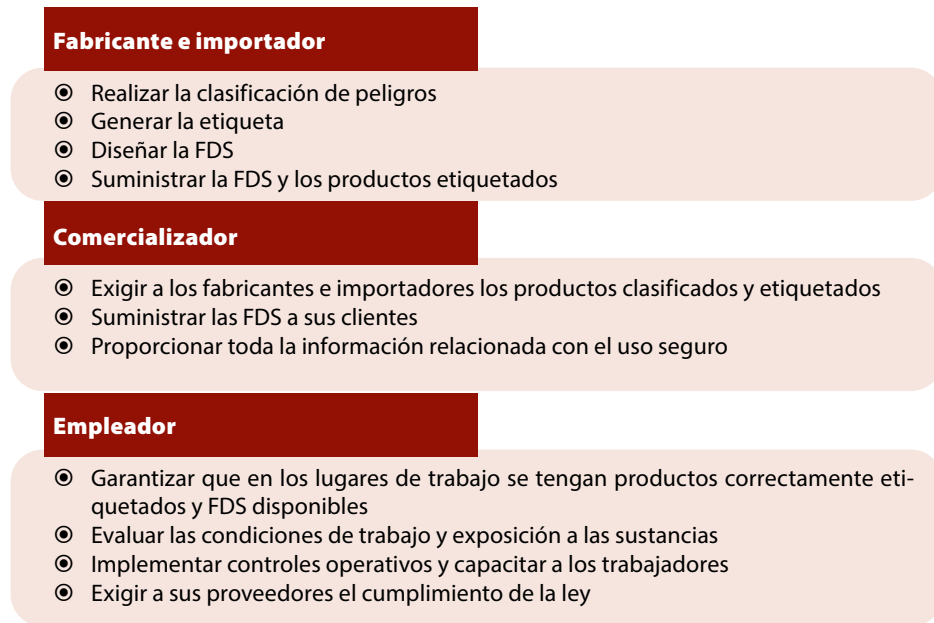 Fabricante e importador
Realizar la clasificación de peligros
Generar la etiqueta
Diseñar la FDS
Suministrar la FDS y los productos etiquetados
Comercializador
Exigir a los fabricantes e importadores los productos clasificados y etiquetados
Suministrar las FDS a sus clientes
Proporcionar toda la información relacionada con el uso seguro
Empleador
Garantizar que en los lugares de trabajo se tengan productos correctamente eti-
quetados y FDS disponibles
Evaluar las condiciones de trabajo y exposición a las sustancias
Implementar controles operativos y capacitar a los trabajadores
Exigir a sus proveedores el cumplimiento de la ley